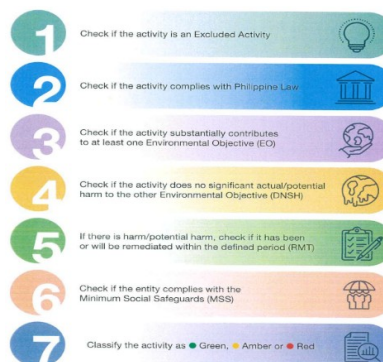 1
Check if the activity is an Excluded Activity
2
Check if the activity complies with Philippine Law
3
Check if the activity substantially contributes
to at least one Environmental Objective (EO)
4
Check if the activity does no significant actual/potential
harm to the other Environmental Objective (DNSH)
5
If there is harm/potential harm, check if it has been
or will be remediated within the defined period (RMT)
6
Check if the entity complies with the
Minimum Social Safeguards (MSS)
7
Classify the activity as ● Green, ● Amber or ● Red